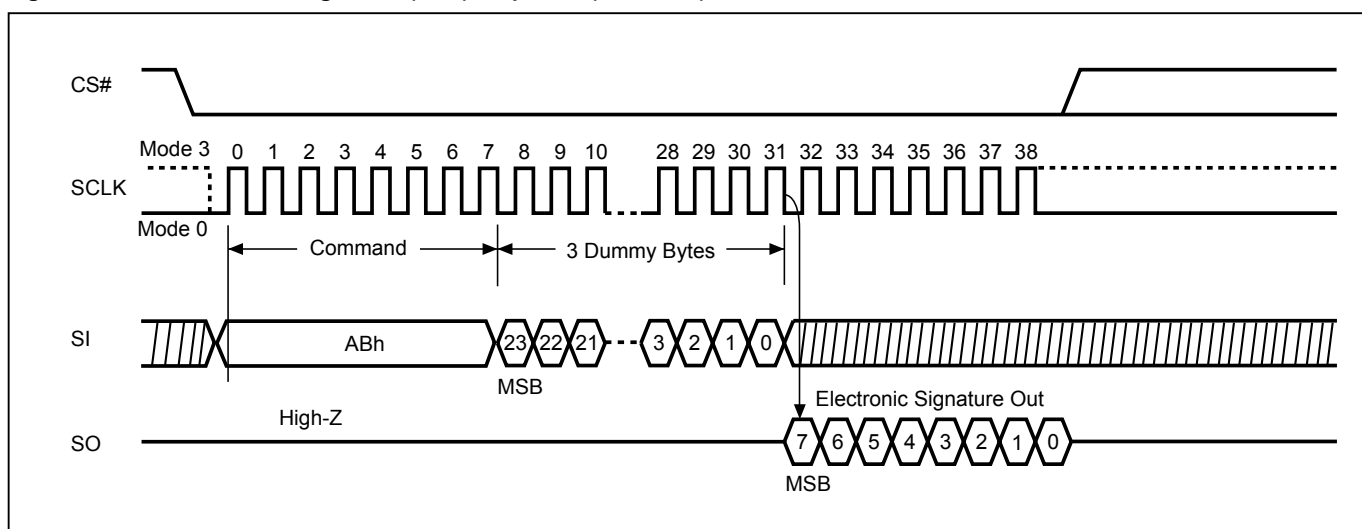 CS#
Mode 3
0 1 2 3 4 5 6 7 8 9 10 28 29 30 31 32 33 34 35 36 37 38
SCLK
Mode 0
Command
3 Dummy Bytes
SI
ABh
23 22 21 3 2 1 0
MSB
Electronic Signature Out
High-Z
SO
7 6 5 4 3 2 1 0
MSB